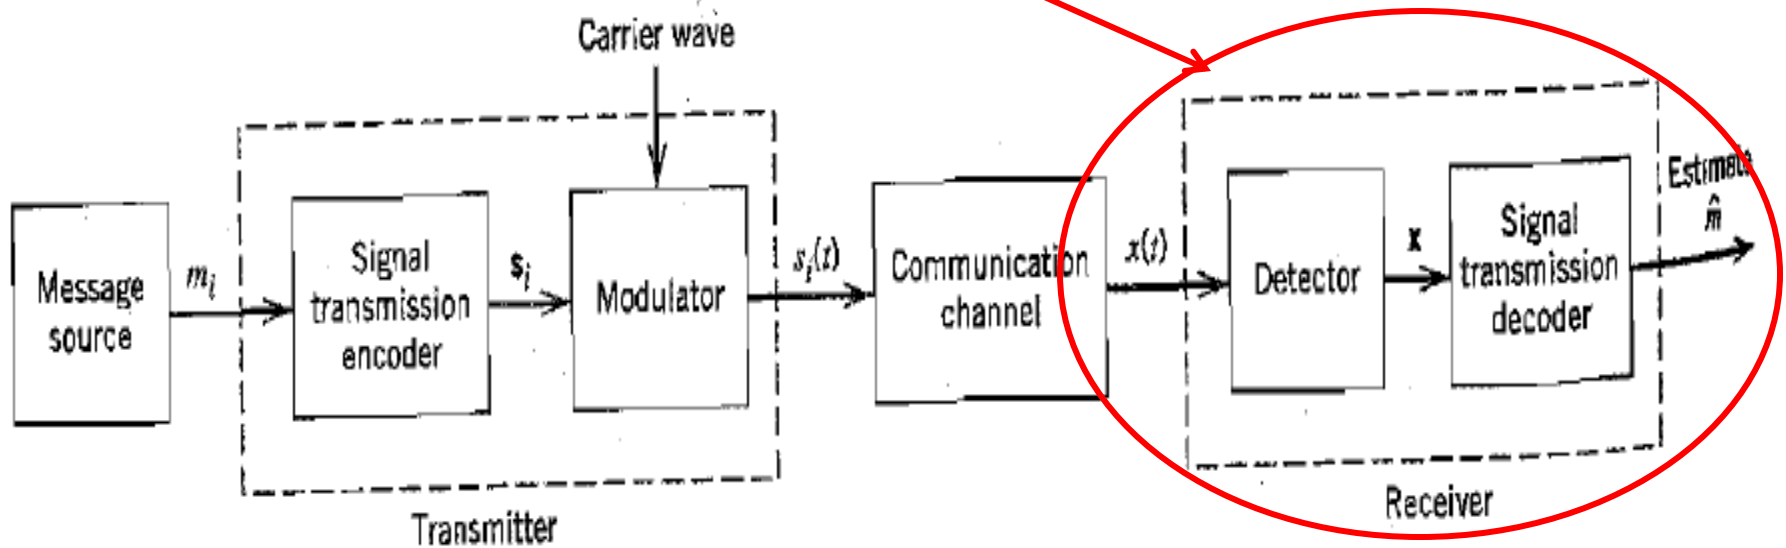 Carrier wave
Message
source
m_i
Signal
transmission
encoder
s_i
Modulator
s_i(t)
Communication
channel
x(t)
Detector
x
Signal
transmission
decoder
Estimate
m̂
Transmitter
Receiver